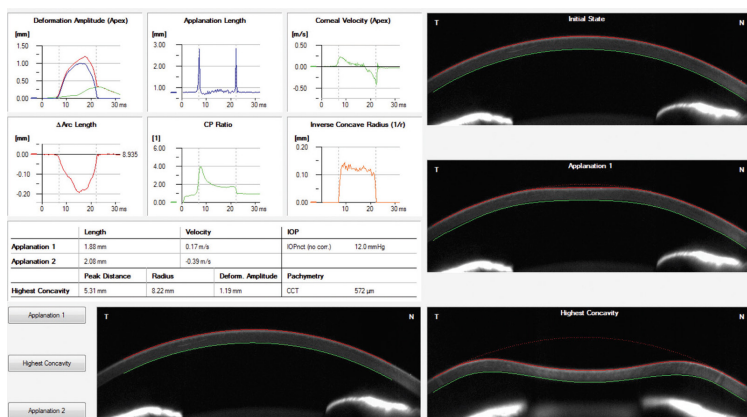 Deformation Amplitude (Apex)
[mm]
1.50
1.00
0.50
0.00
0 10 20 30 ms
Applanation Length
[mm]
3.00
2.00
1.00
0 10 20 30 ms
Corneal Velocity (Apex)
[m/s]
0.50
0.00
-0.50
0 10 20 30 ms
Δ Arc Length
[mm]
0.00
-0.10
-0.20
8.935
0 10 20 30 ms
CP Ratio
[1]
6.00
4.00
2.00
0.00
0 10 20 30 ms
Inverse Concave Radius (1/r)
[mm]
0.20
0.10
0.00
0 10 20 30 ms
Length Velocity IOP
Applanation 1 1.88 mm 0.17 m/s IOPnct (no corr.) 12.0 mmHg
Applanation 2 2.08 mm -0.39 m/s
Peak Distance Radius Deform. Amplitude Pachymetry
Highest Concavity 5.31 mm 8.22 mm 1.19 mm CCT 572 µm
Applanation 1
Highest Concavity
Applanation 2
T N
T Initial State N
T Applanation 1 N
T Highest Concavity N